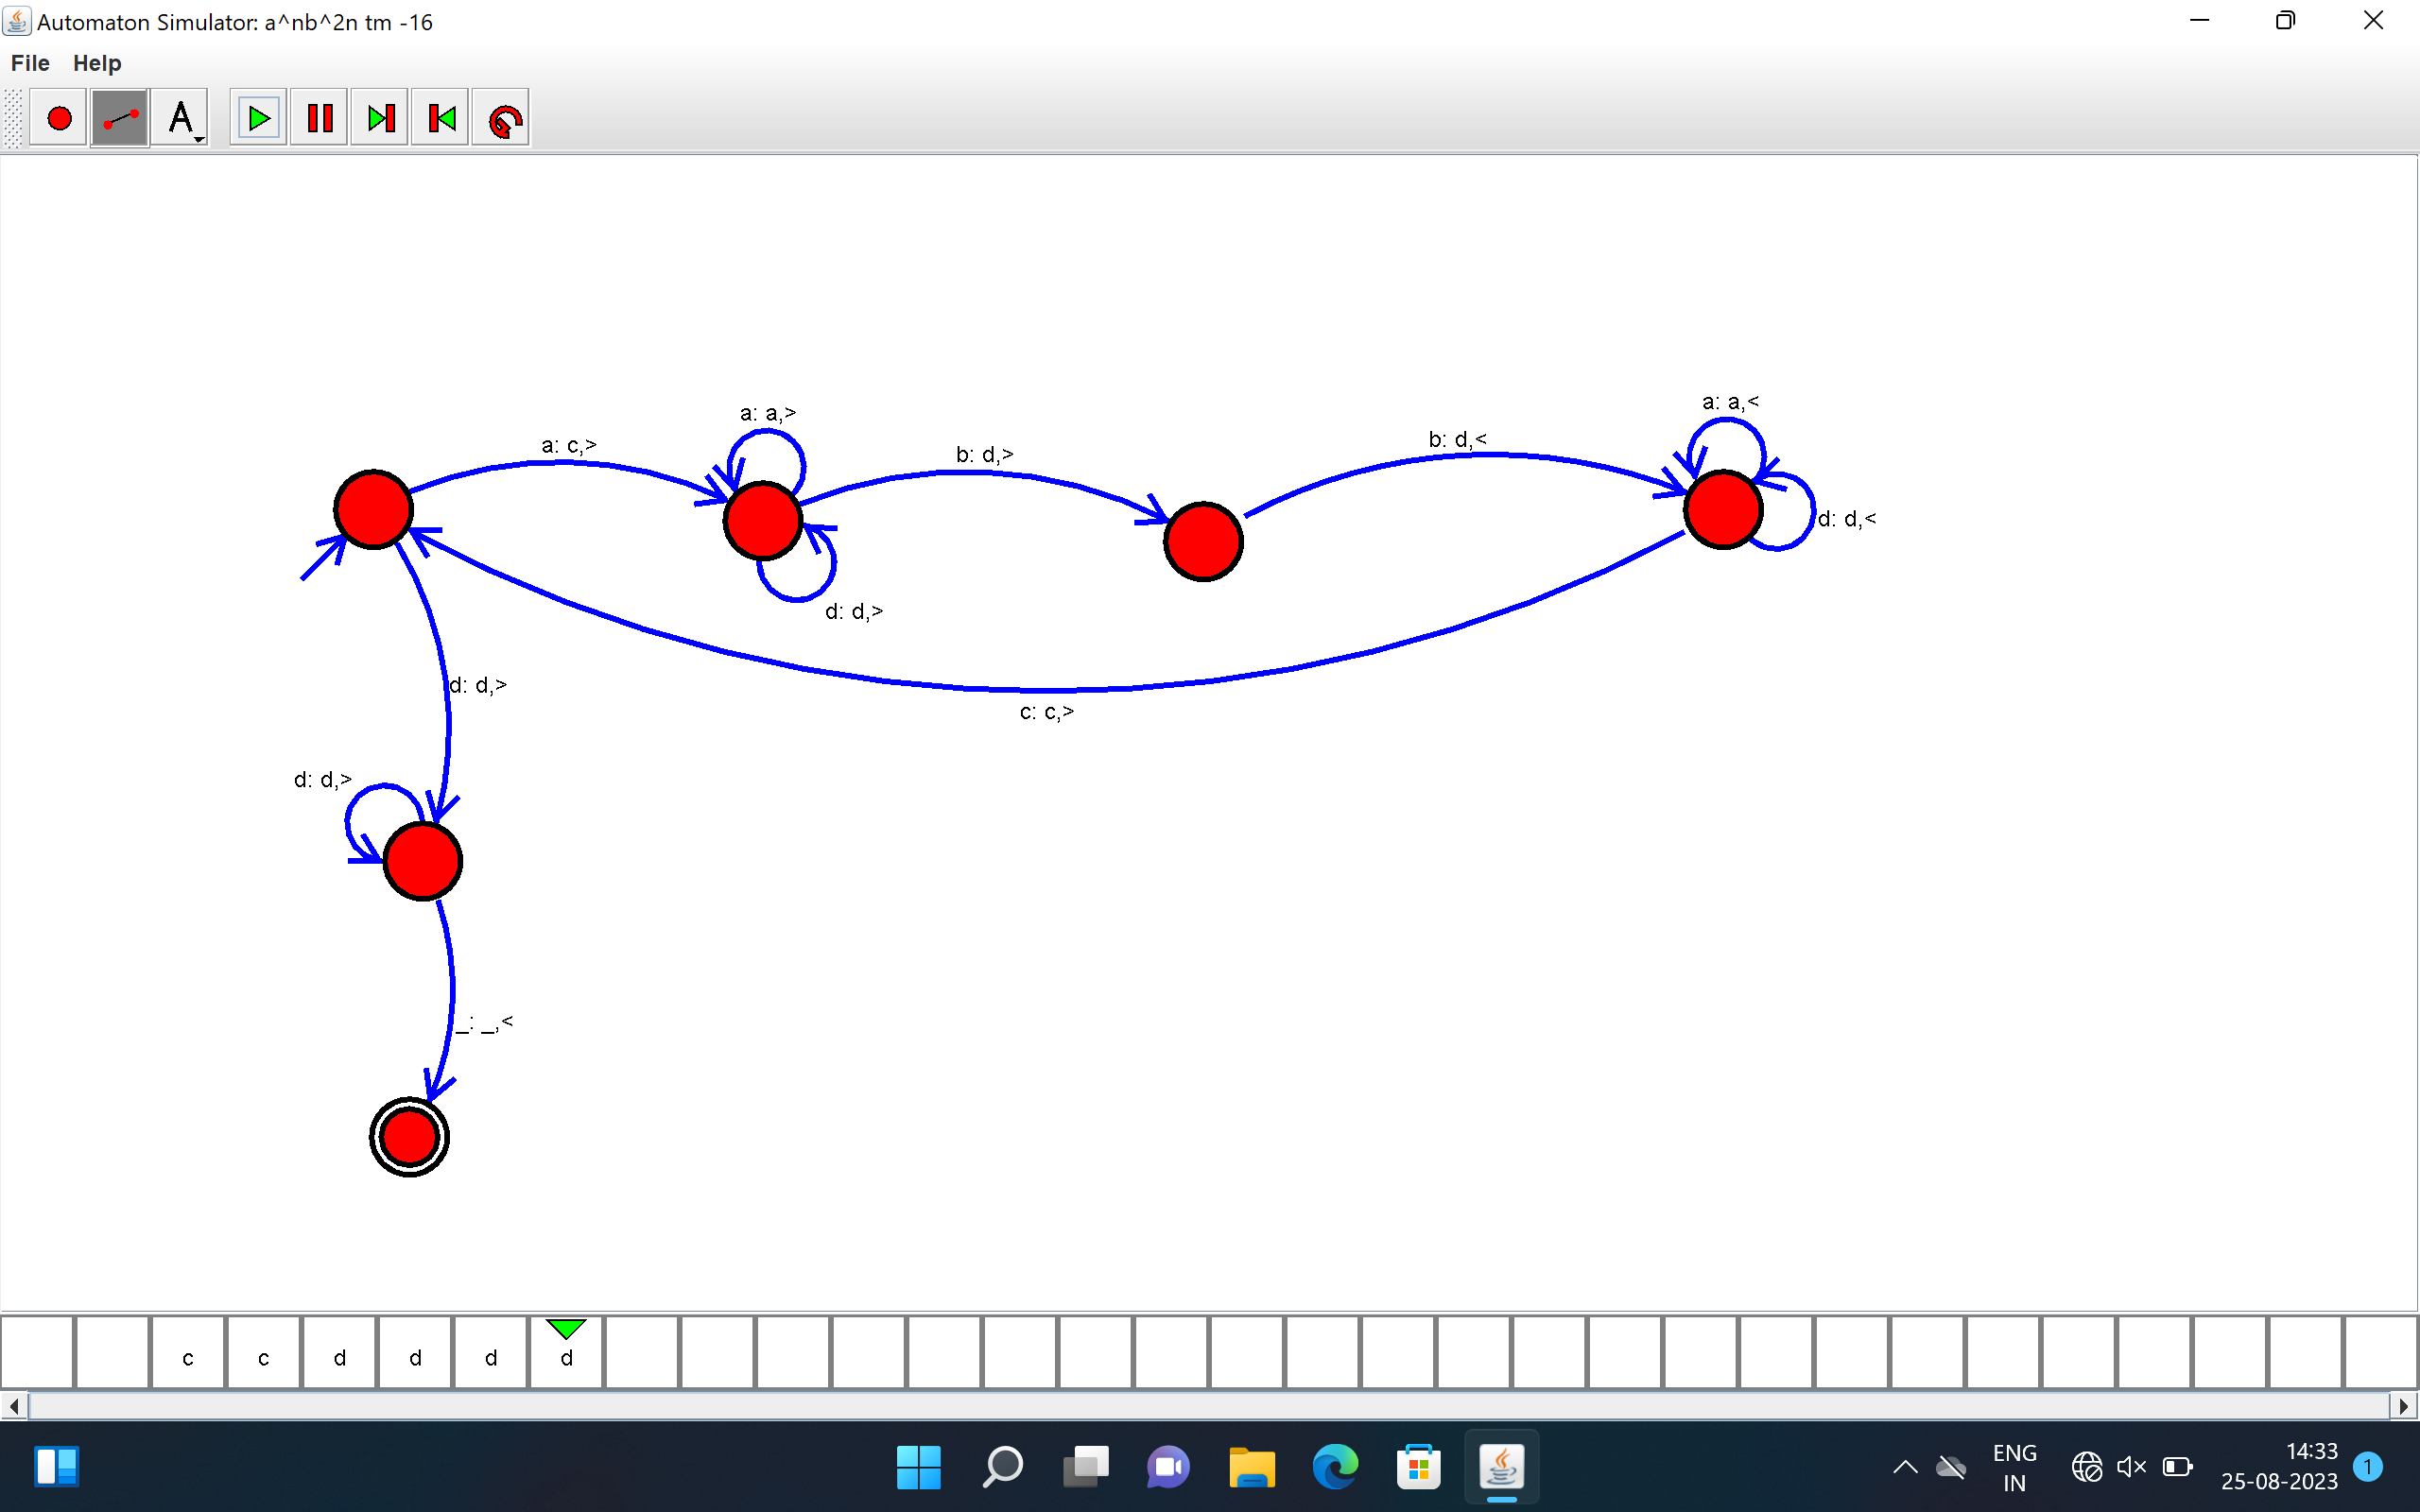 Automaton Simulator: a^nb^2n tm -16
File Help
A
a: a,<
a: a,>
b: d,<
a: c,>
b: d,>
d: d,<
d: d,>
d: d,>
c: c,>
d: d,>
_: _,<
c c d d d d
ENG
IN
14:33
25-08-2023
1